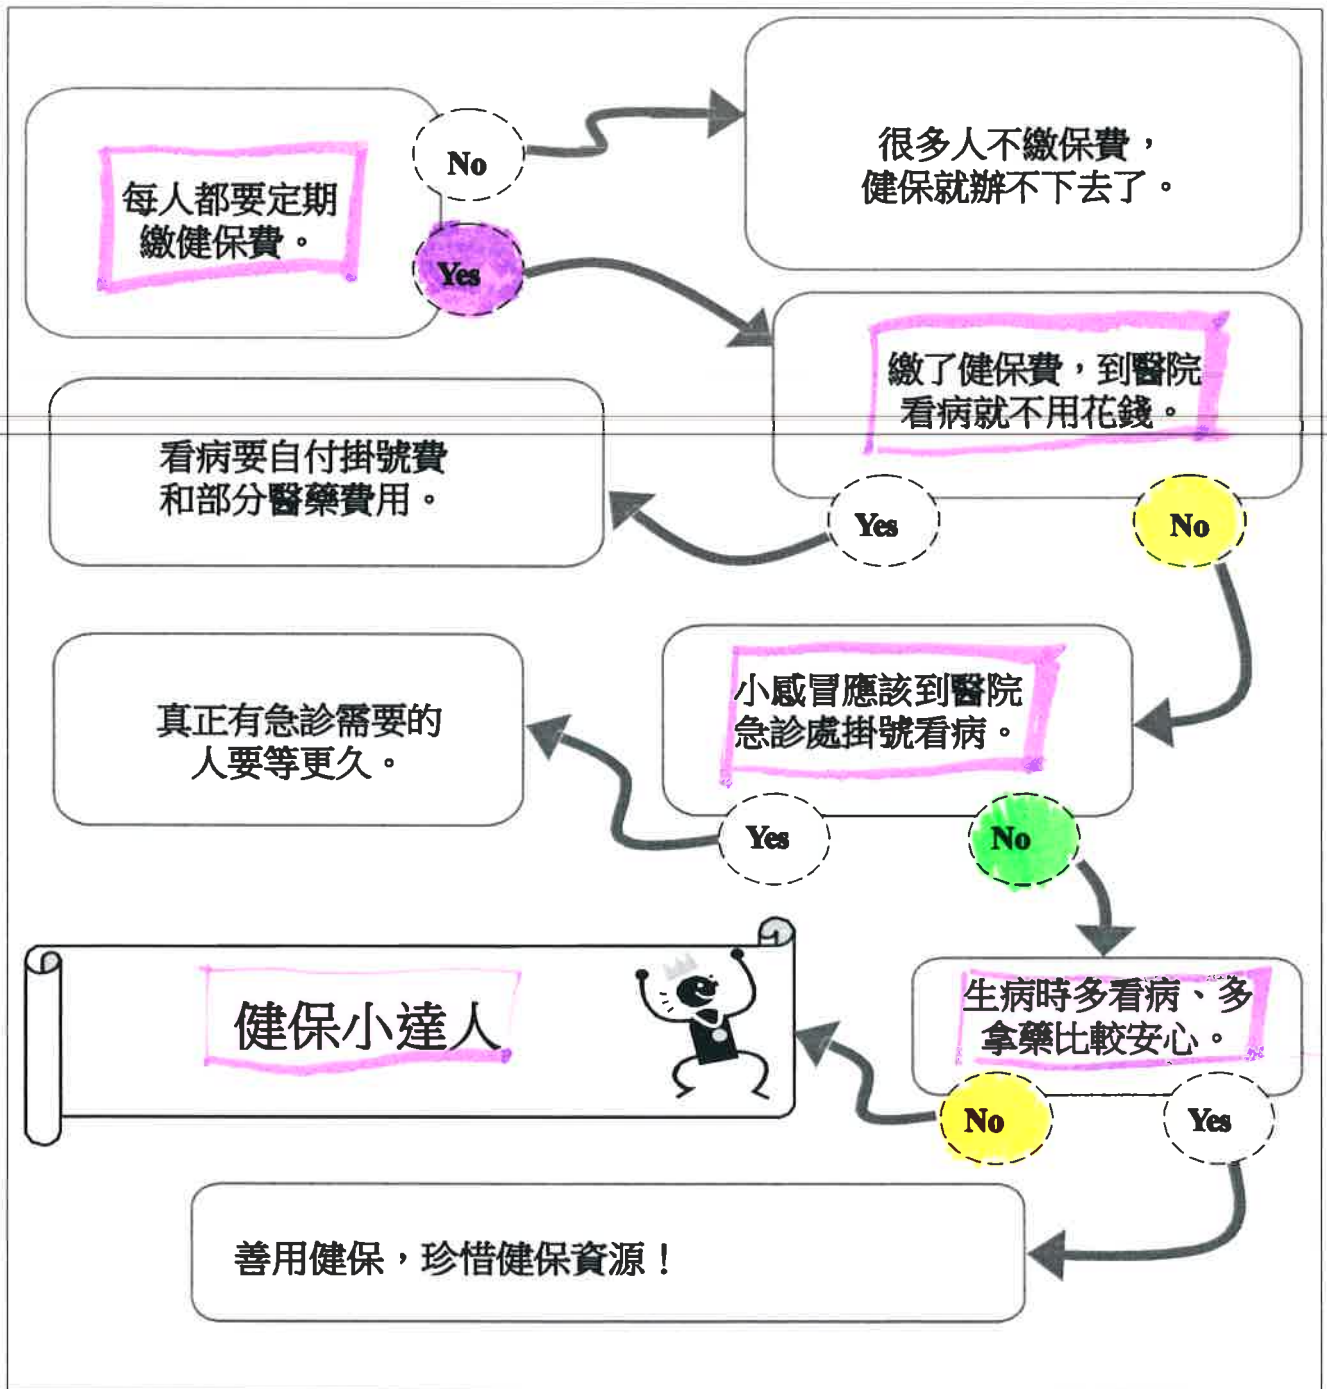 每人都要定期
繳健保費。
No
Yes
很多人不繳保費，
健保就辦不下去了。
繳了健保費，到醫院
看病就不用花錢。
Yes
No
看病要自付掛號費
和部分醫藥費用。
小感冒應該到醫院
急診處掛號看病。
Yes
No
真正有急診需要的
人要等更久。
生病時多看病、多
拿藥比較安心。
No
Yes
健保小達人
善用健保，珍惜健保資源！